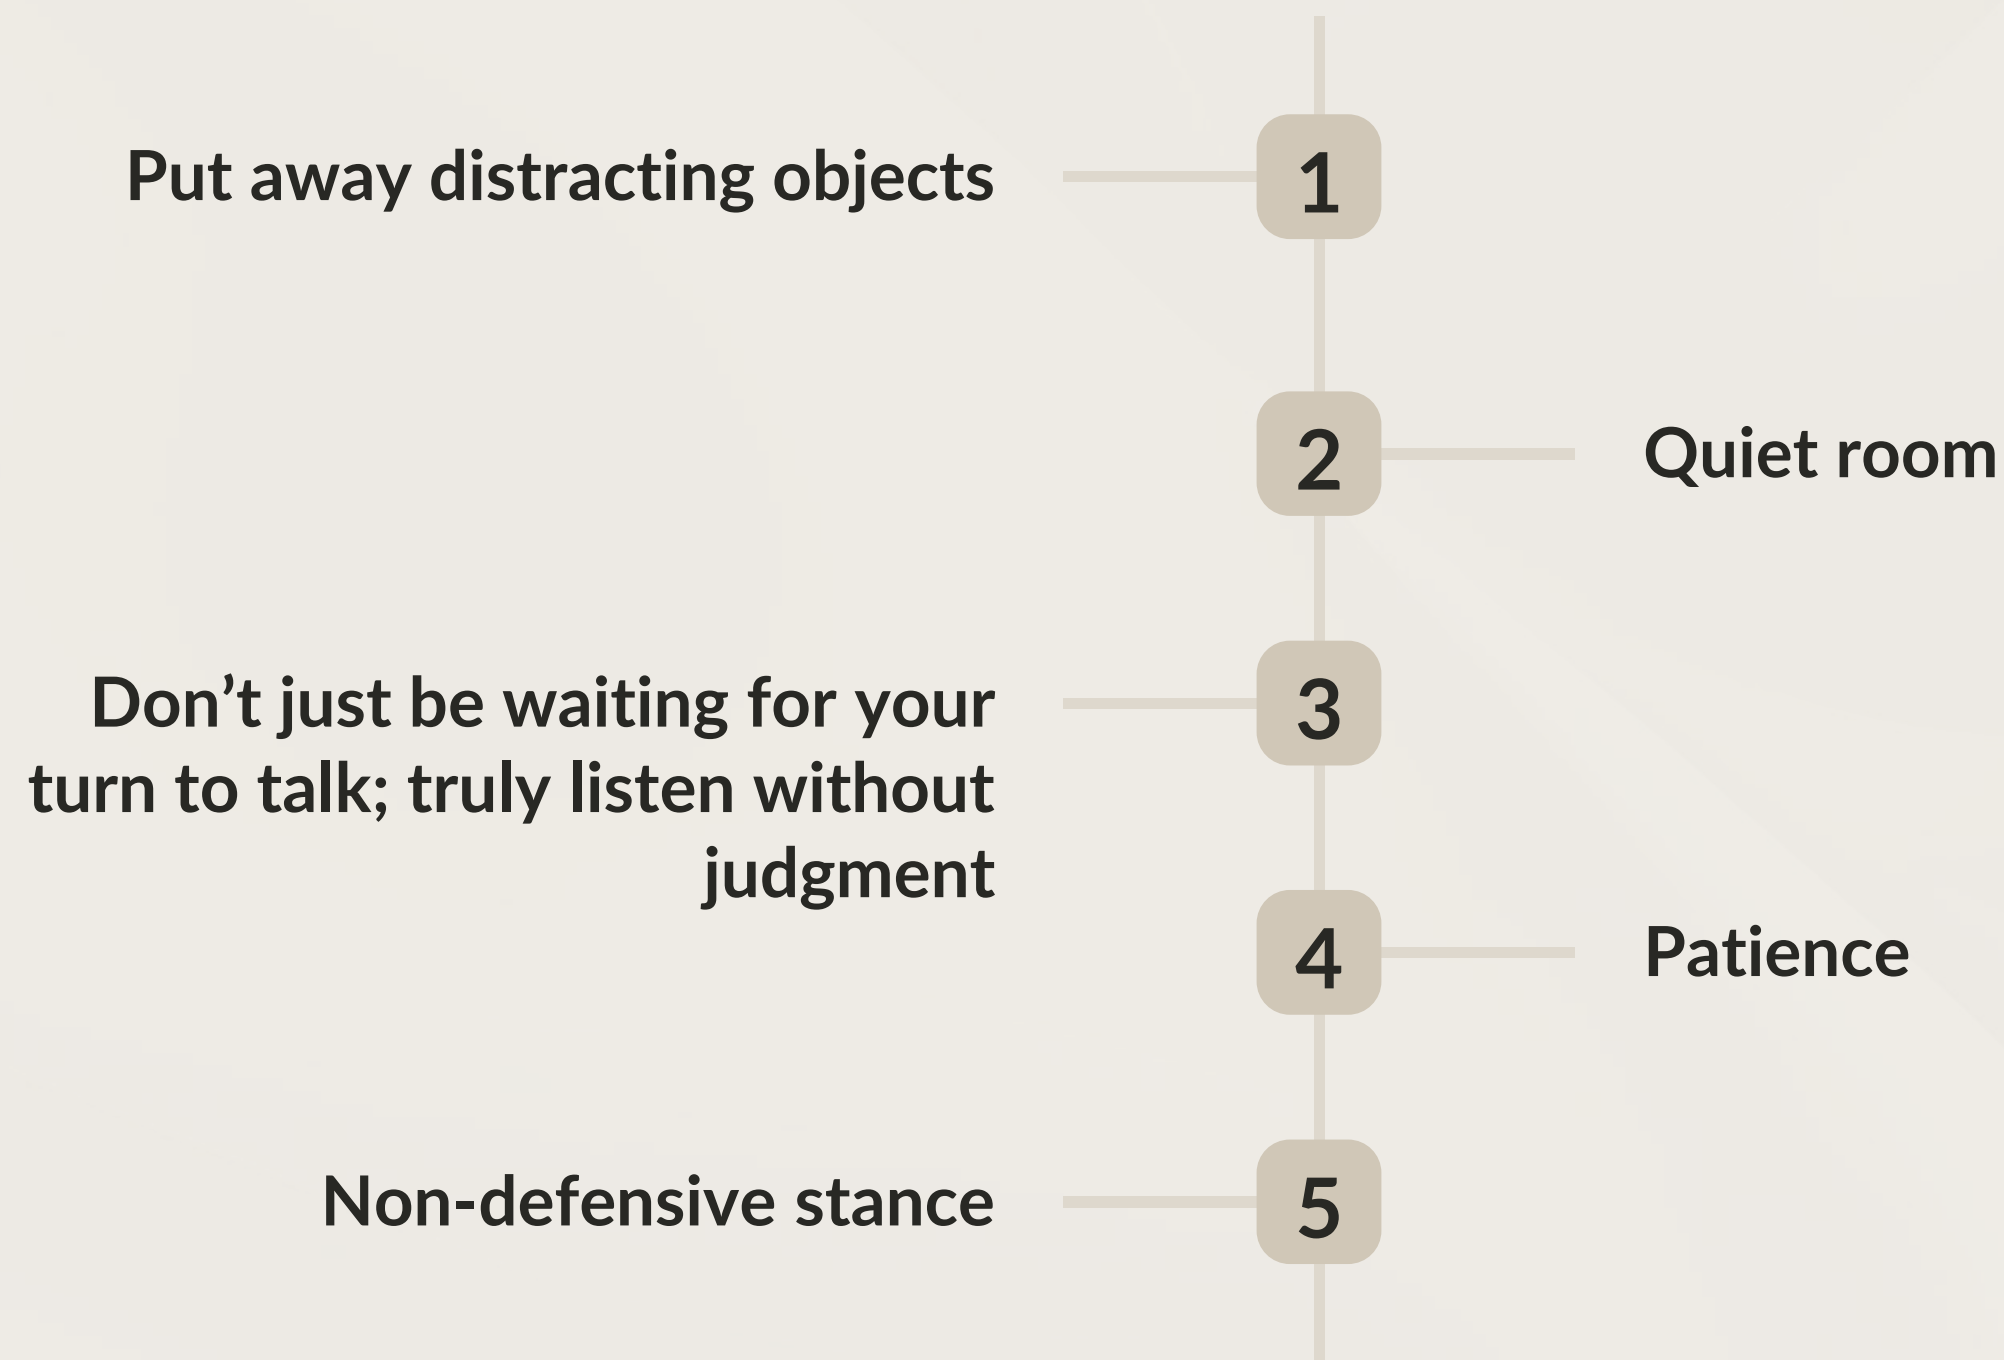 Put away distracting objects
1
2
Quiet room
Don’t just be waiting for your
turn to talk; truly listen without
judgment
3
4
Patience
Non-defensive stance
5